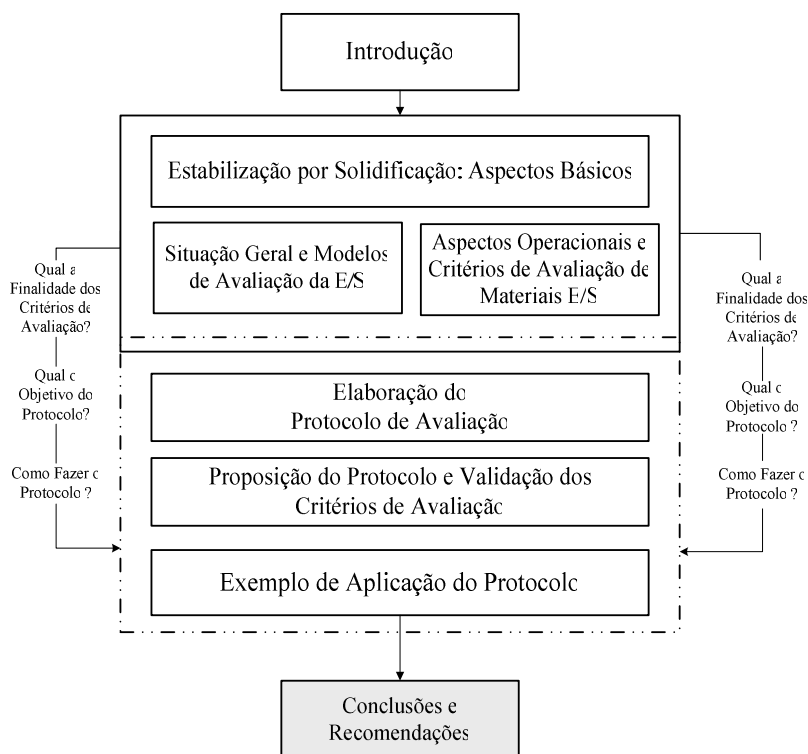 Introdução
Estabilização por Solidificação: Aspectos Básicos
Situação Geral e Modelos
de Avaliação da E/S
Aspectos Operacionais e
Critérios de Avaliação de
Materiais E/S
Qual a
Finalidade dos
Critérios de
Avaliação?
Qual o
Objetivo do
Protocolo?
Como Fazer o
Protocolo ?
Elaboração do
Protocolo de Avaliação
Proposição do Protocolo e Validação dos
Critérios de Avaliação
Exemplo de Aplicação do Protocolo
Qual a
Finalidade dos
Critérios de
Avaliação?
Qual o
Objetivo do
Protocolo ?
Como Fazer o
Protocolo ?
Conclusões e
Recomendações